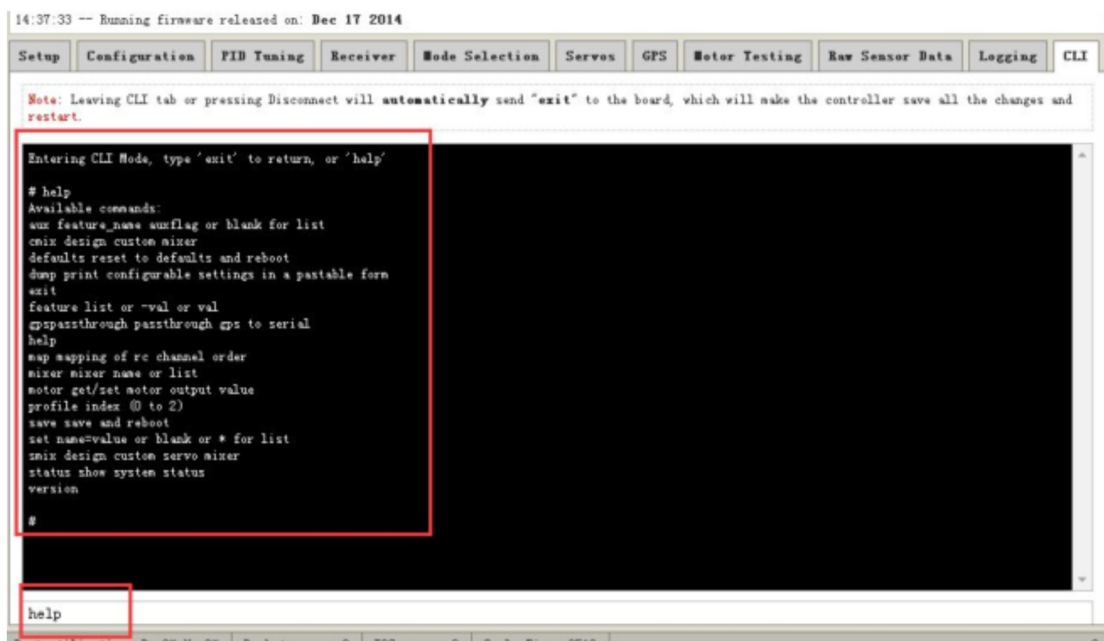 14:37:33 -- Running firmware released on: Dec 17 2014
Setup Configuration PID Tuning Receiver Mode Selection Servos GPS Motor Testing Raw Sensor Data Logging CLI
Note: Leaving CLI tab or pressing Disconnect will automatically send "exit" to the board, which will make the controller save all the changes and
restart.
Entering CLI Mode, type 'exit' to return, or 'help'
# help
Available commands:
aux feature_name auxflag or blank for list
cmix design custom mixer
defaults reset to defaults and reboot
dump print configurable settings in a pastable form
exit
feature list or -val or val
gpspassthrough passthrough gps to serial
help
map mapping of rc channel order
mixer mixer name or list
motor get/set motor output value
profile index (0 to 2)
save save and reboot
set name=value or blank or * for list
smix design custom servo mixer
status show system status
version
#
help